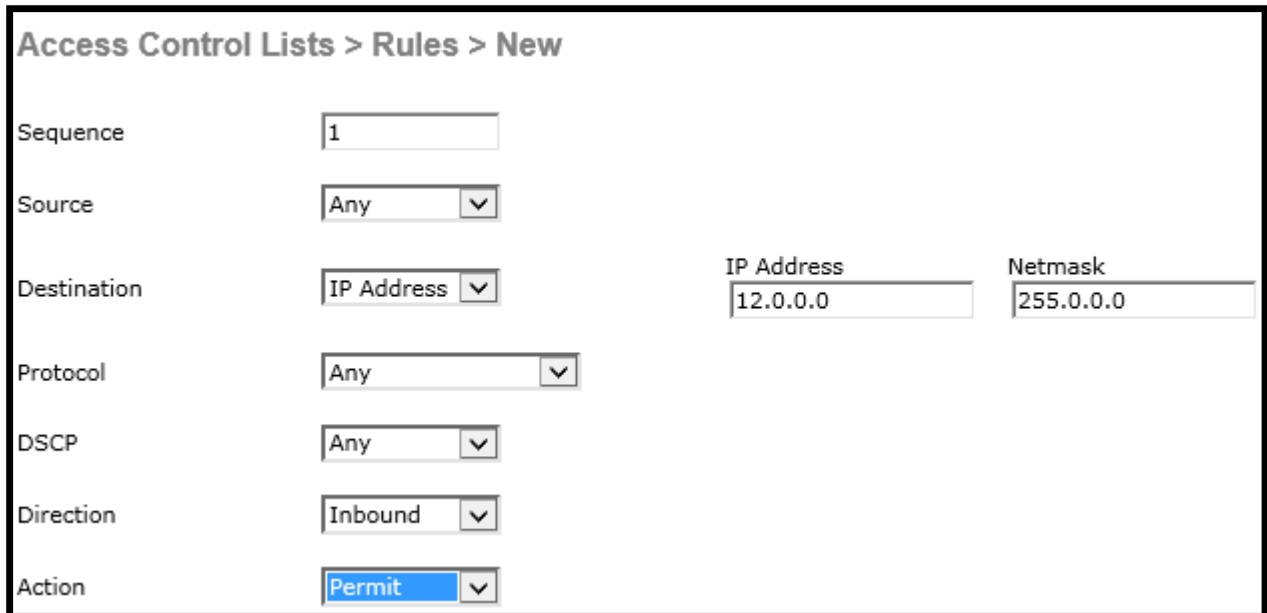 Access Control Lists > Rules > New
Sequence 1
Source Any
IP Address Netmask
Destination IP Address 12.0.0.0 255.0.0.0
Protocol Any
DSCP Any
Direction Inbound
Action Permit